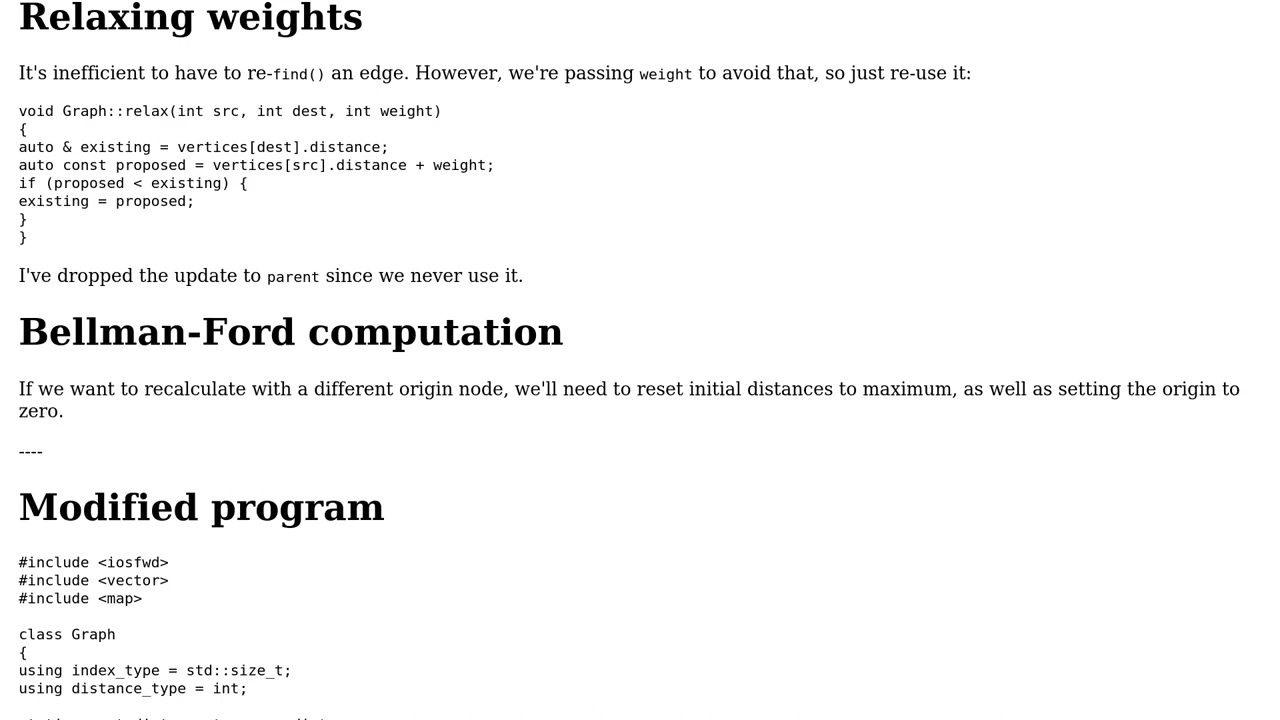 Relaxing weights
It's inefficient to have to re-find() an edge. However, we're passing weight to avoid that, so just re-use it:
void Graph::relax(int src, int dest, int weight)
{
auto & existing = vertices[dest].distance;
auto const proposed = vertices[src].distance + weight;
if (proposed < existing) {
existing = proposed;
}
}
I've dropped the update to parent since we never use it.
Bellman-Ford computation
If we want to recalculate with a different origin node, we'll need to reset initial distances to maximum, as well as setting the origin to
zero.
----
Modified program
#include <iosfwd>
#include <vector>
#include <map>
class Graph
{
using index_type = std::size_t;
using distance_type = int;